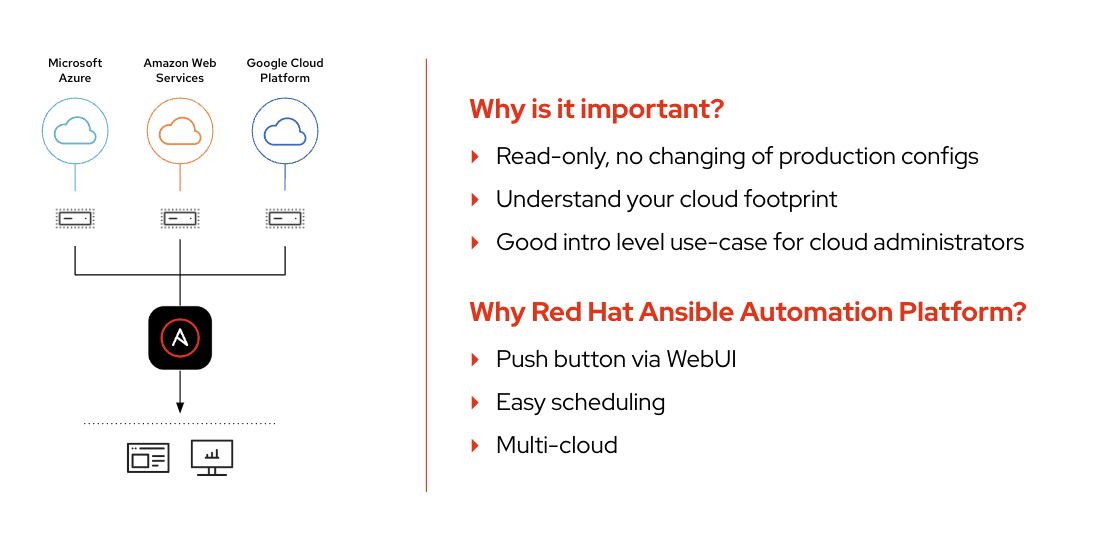 Microsoft
Azure
Amazon Web
Services
Google Cloud
Platform
Why is it important?
Read-only, no changing of production configs
Understand your cloud footprint
Good intro level use-case for cloud administrators
Why Red Hat Ansible Automation Platform?
Push button via WebUI
Easy scheduling
Multi-cloud